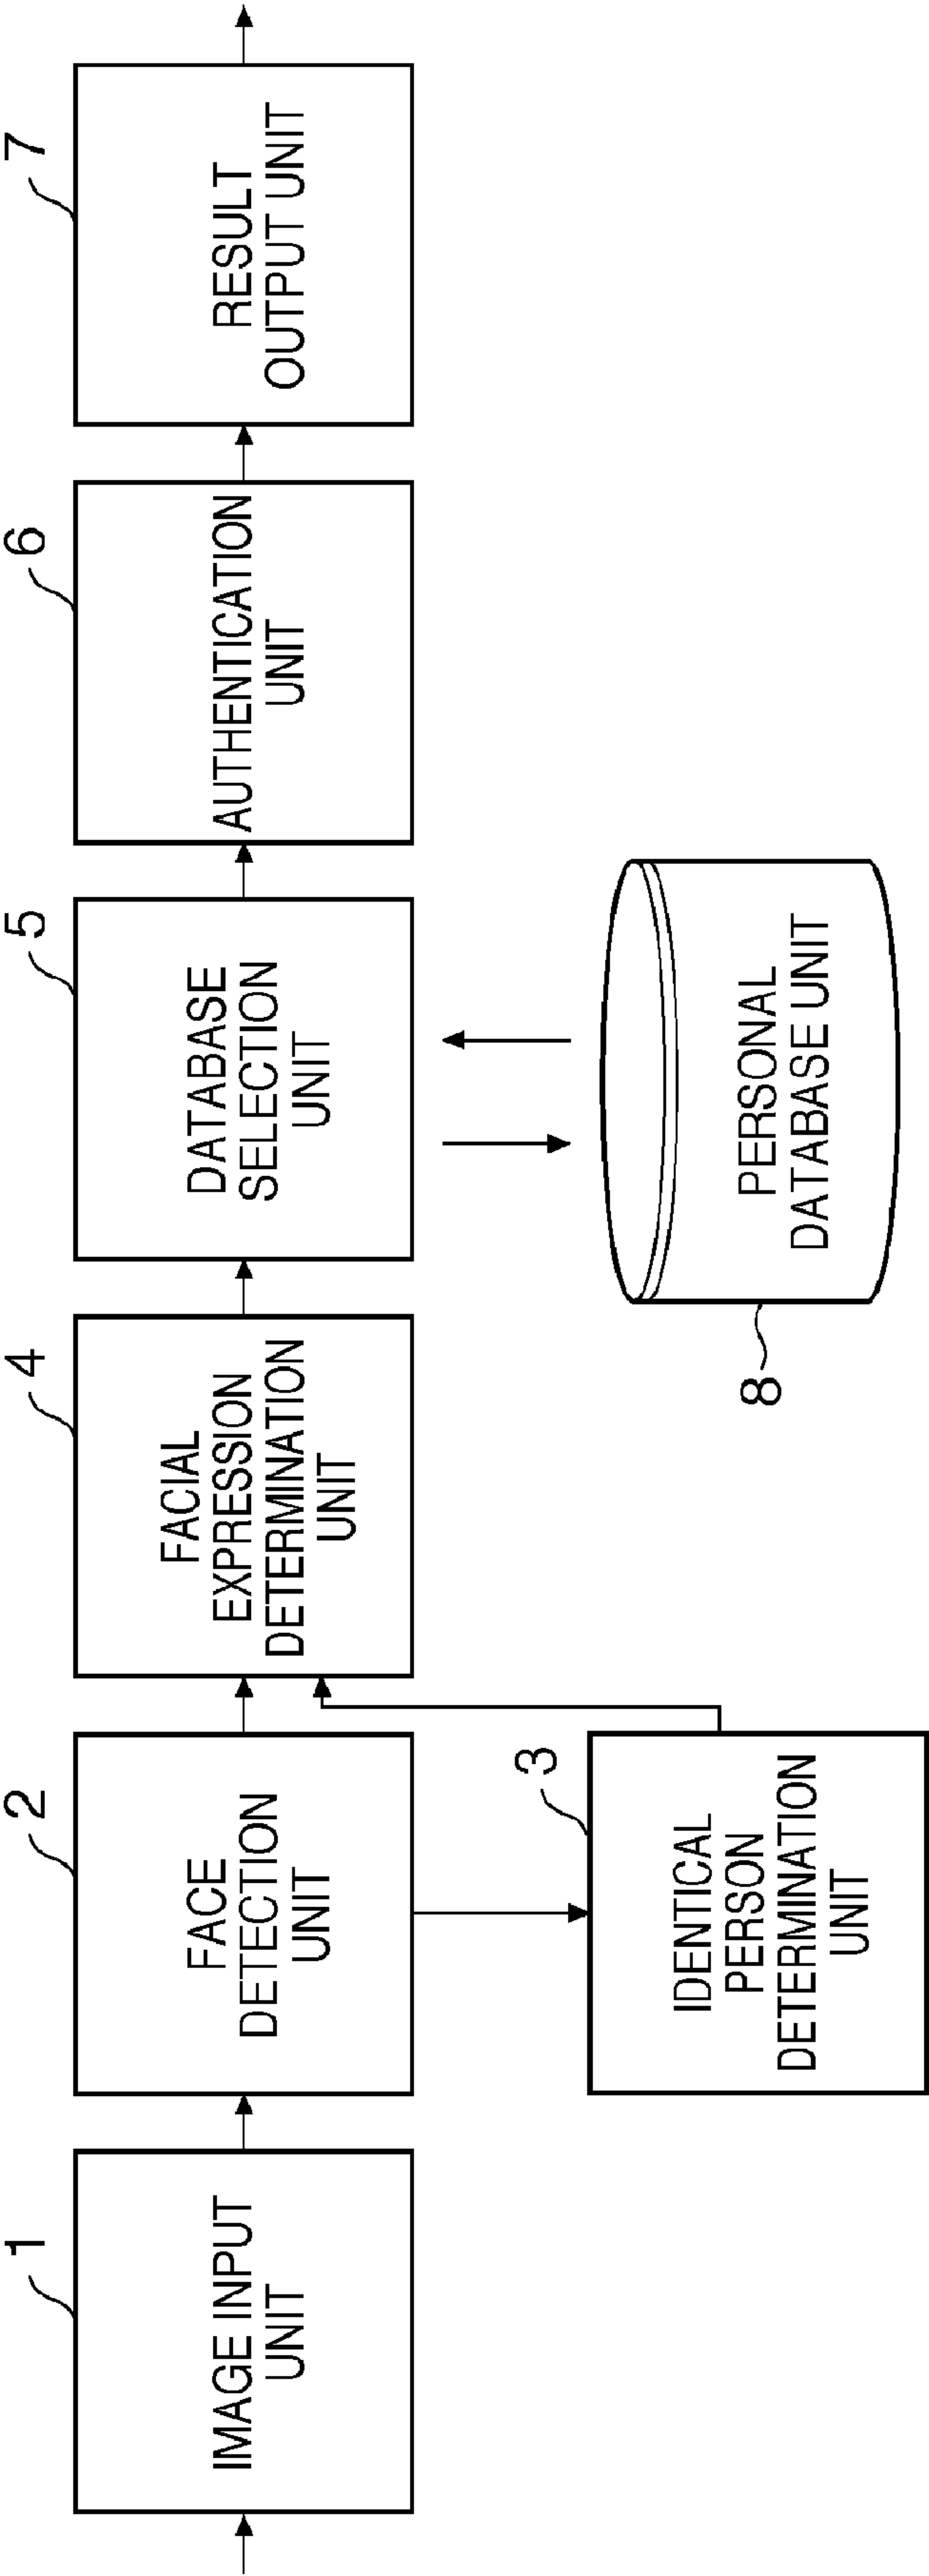 1
IMAGE INPUT
UNIT
2
FACE
DETECTION
UNIT
3
IDENTICAL
PERSON
DETERMINATION
UNIT
4
FACIAL
EXPRESSION
DETERMINATION
UNIT
5
DATABASE
SELECTION
UNIT
6
AUTHENTICATION
UNIT
7
RESULT
OUTPUT UNIT
8
PERSONAL
DATABASE UNIT